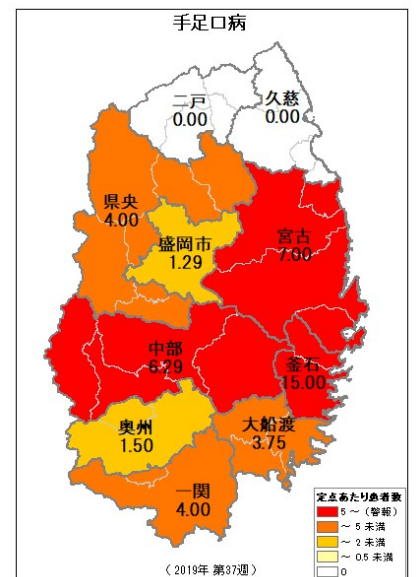 手足口病
二戸
0.00
久慈
0.00
県央
4.00
盛岡市
1.29
宮古
7.00
中部
6.29
釜石
15.00
奥州
1.50
大船渡
3.75
一関
4.00
定点あたり患者数
5 ～ (警報)
～ 5 未満
～ 2 未満
～ 0.5 未満
0
(2019年 第37週)